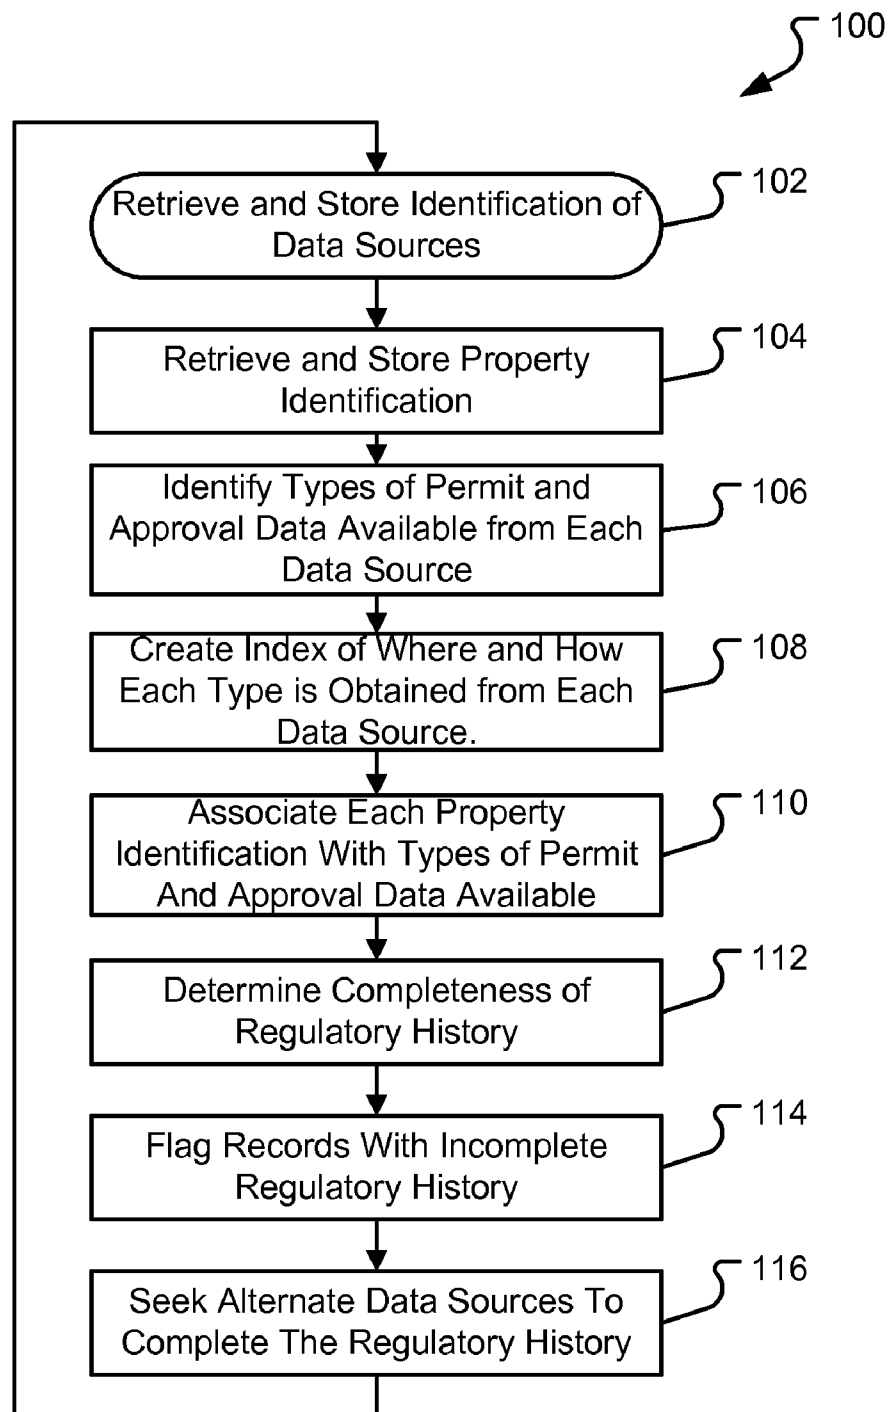 100
Retrieve and Store Identification of
Data Sources
102
Retrieve and Store Property
Identification
104
Identify Types of Permit and
Approval Data Available from Each
Data Source
106
Create Index of Where and How
Each Type is Obtained from Each
Data Source.
108
Associate Each Property
Identification With Types of Permit
And Approval Data Available
110
Determine Completeness of
Regulatory History
112
Flag Records With Incomplete
Regulatory History
114
Seek Alternate Data Sources To
Complete The Regulatory History
116